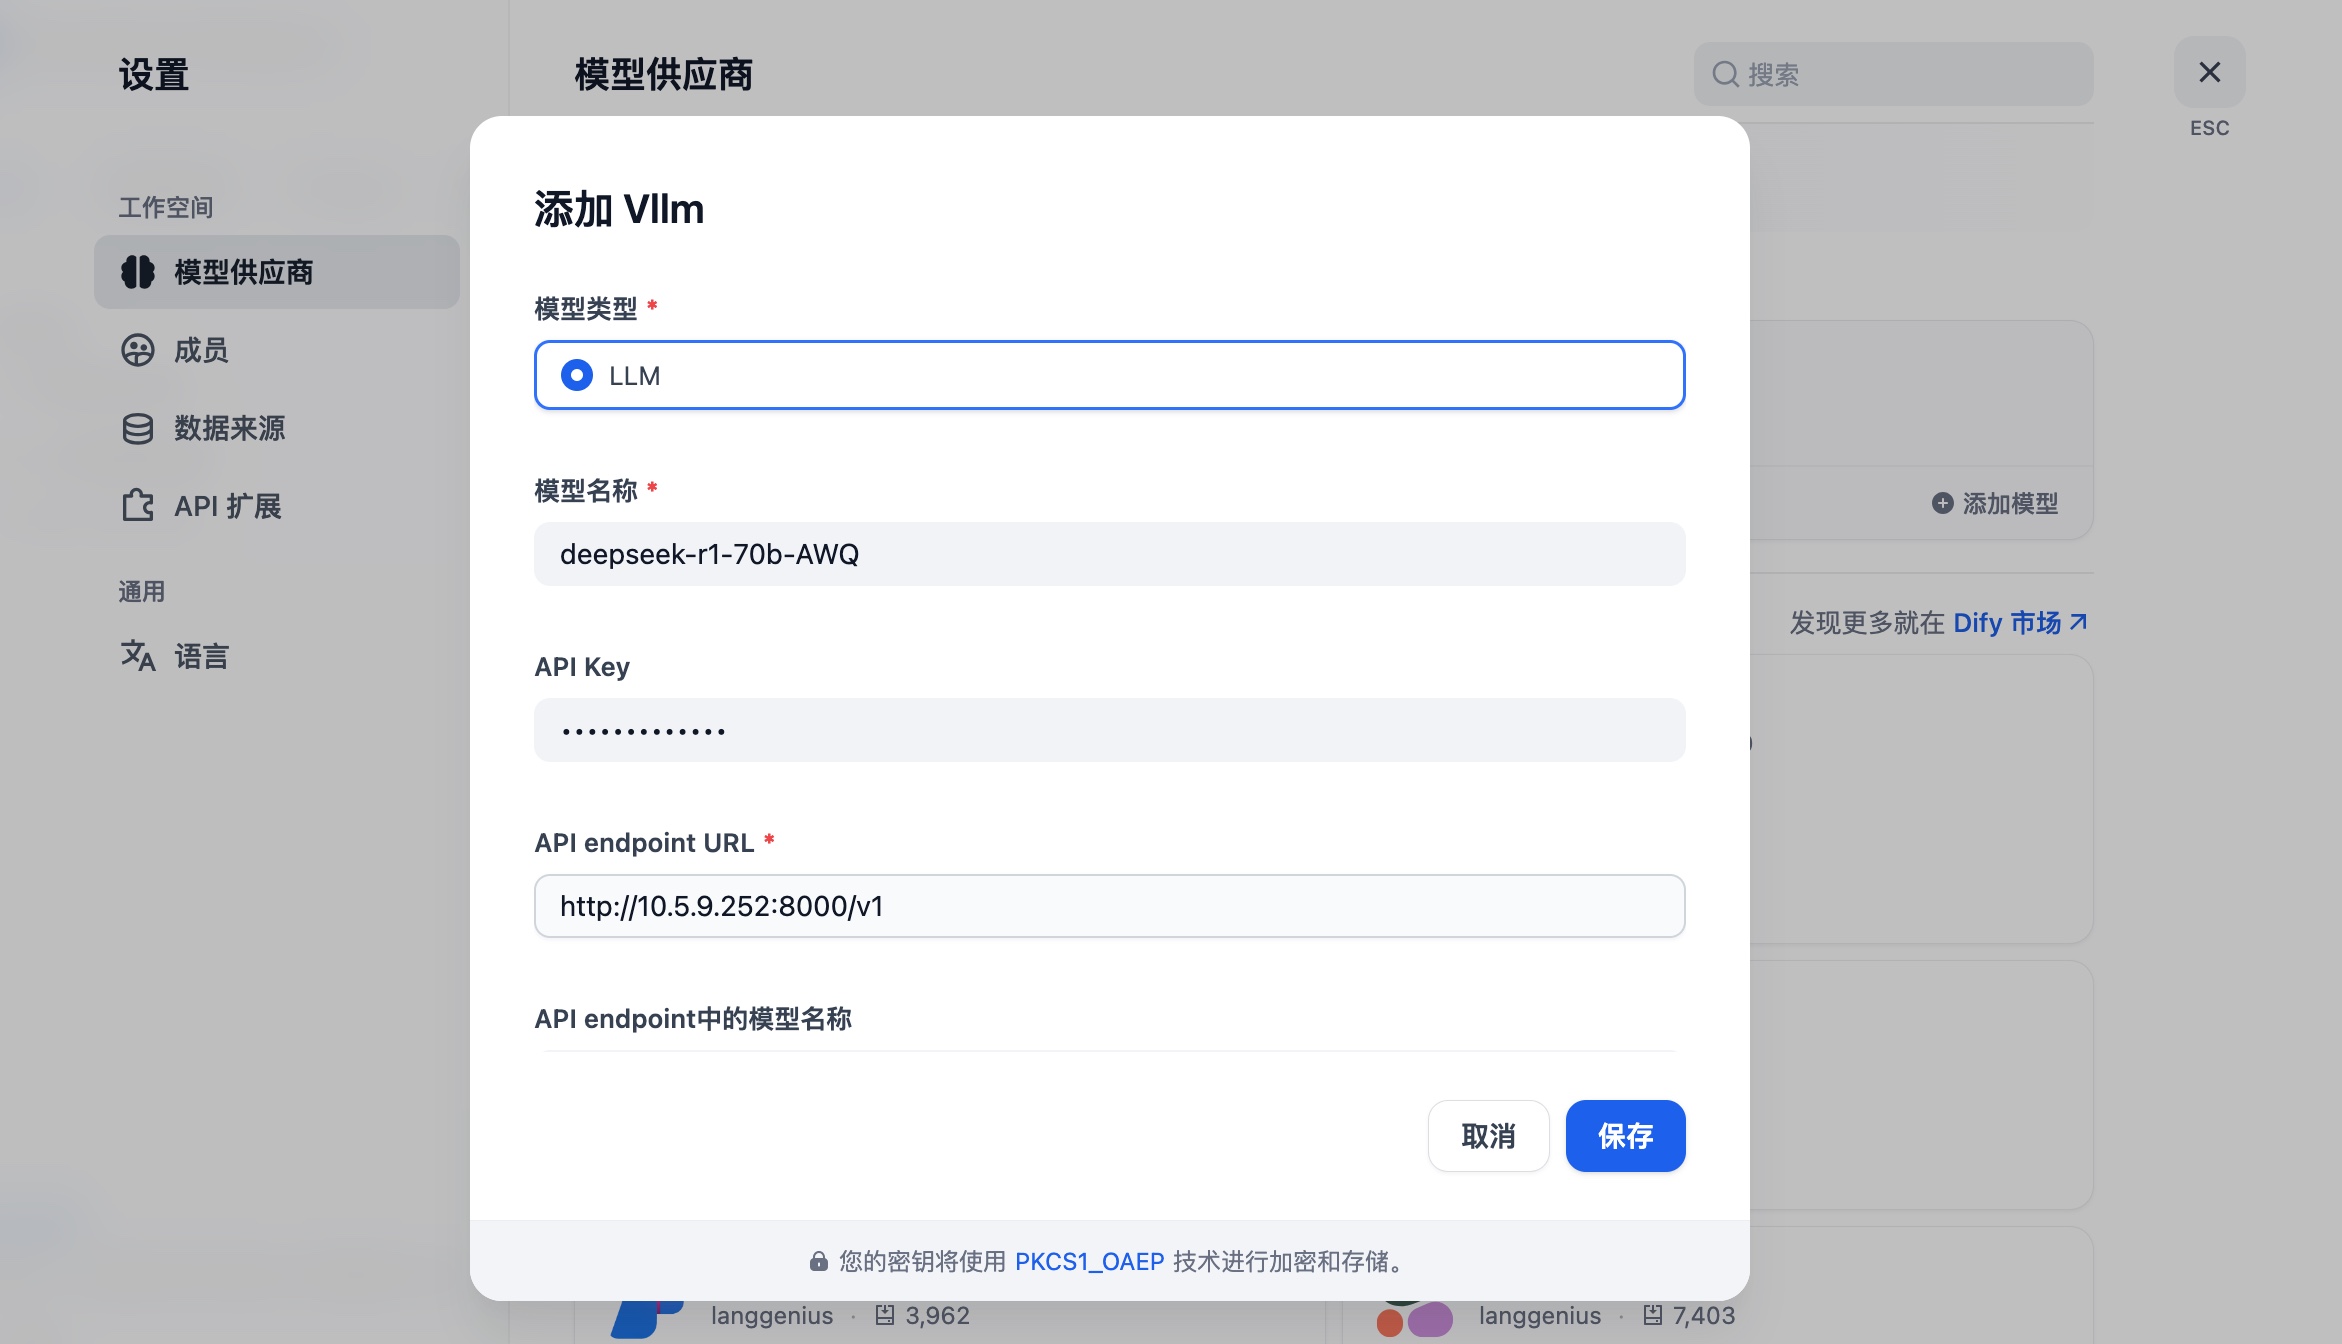 设置
模型供应商
搜索
ESC
工作空间
模型供应商
成员
数据来源
API 扩展
通用
语言
添加 Vllm
模型类型 *
LLM
模型名称 *
deepseek-r1-70b-AWQ
API Key
•••••••••••••
API endpoint URL *
http://10.5.9.252:8000/v1
API endpoint中的模型名称
取消
保存
您的密钥将使用 PKCS1_OAEP 技术进行加密和存储。
添加模型
发现更多就在 Dify 市场
langgenius · 3,962
langgenius · 7,403